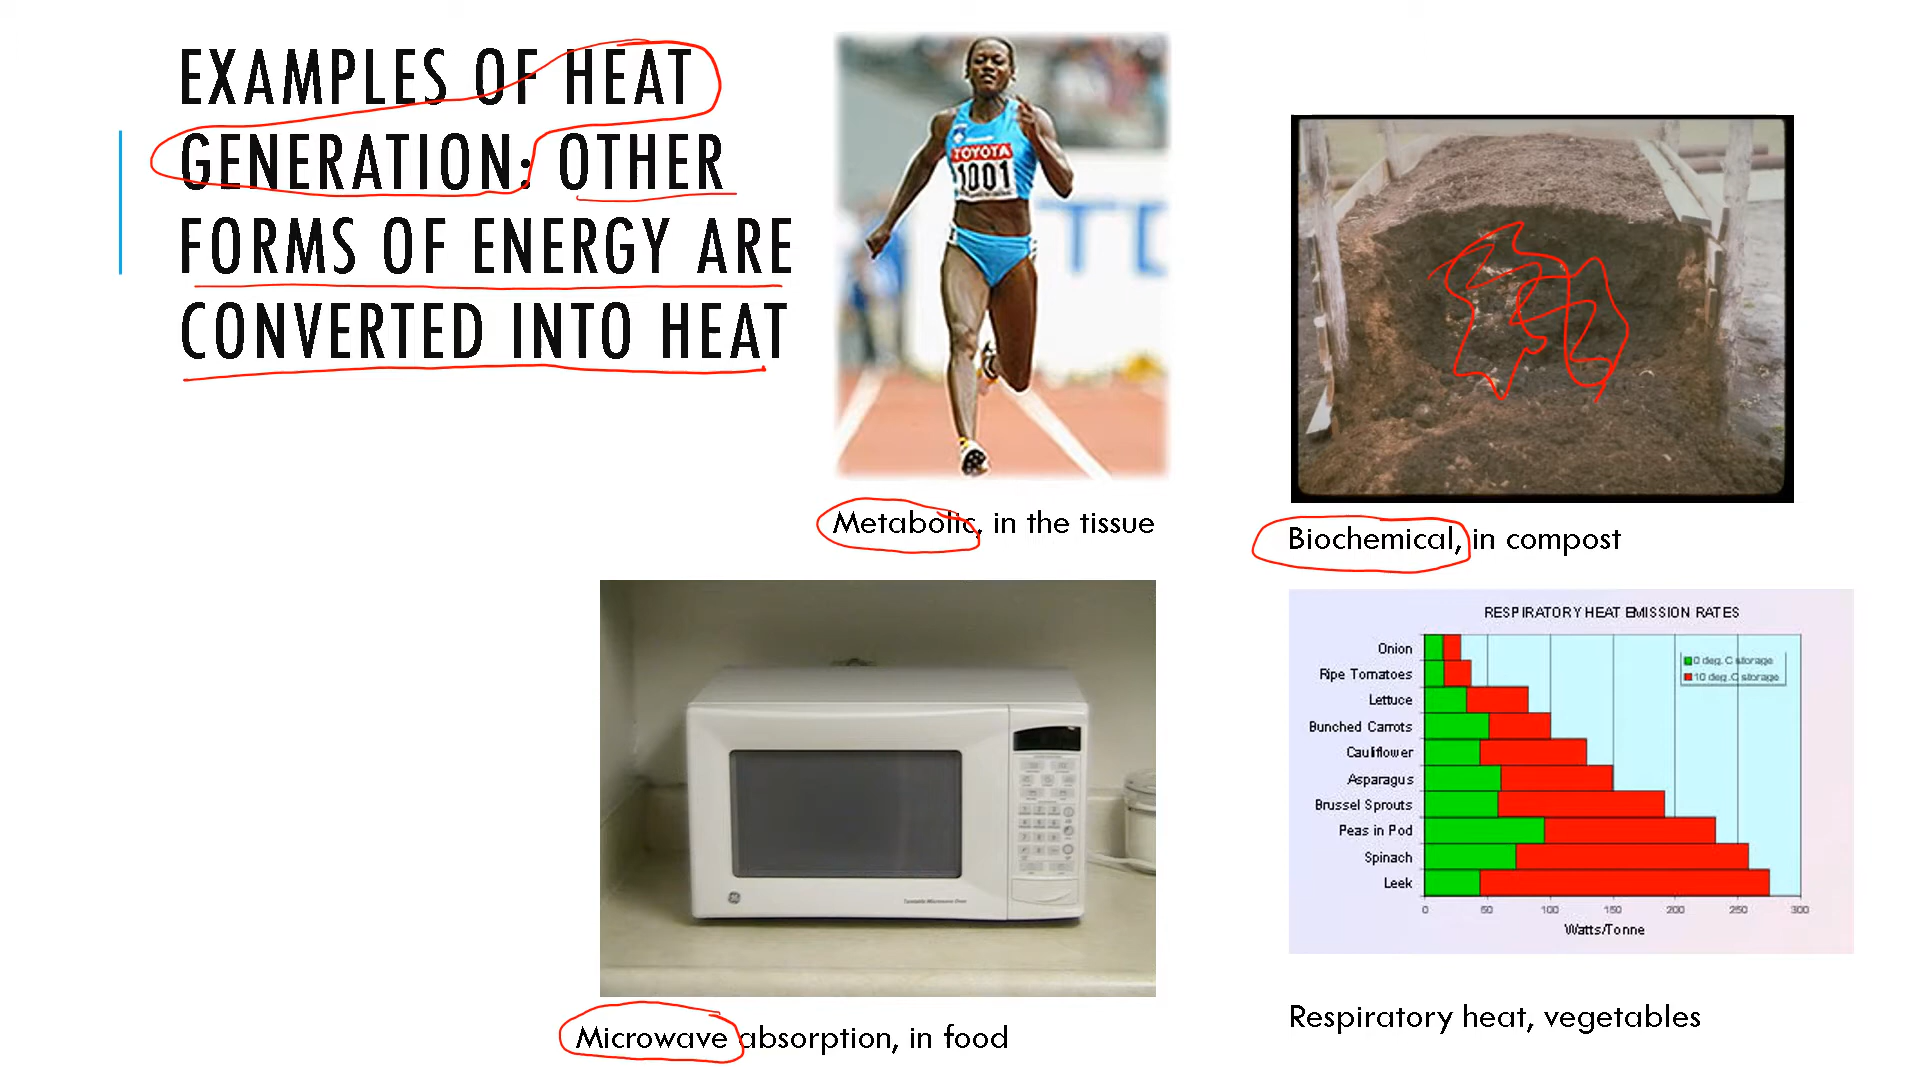 EXAMPLES OF HEAT
GENERATION: OTHER
FORMS OF ENERGY ARE
CONVERTED INTO HEAT
TOYOTA
1001
Metabolic, in the tissue
Biochemical, in compost
Microwave absorption, in food
RESPIRATORY HEAT EMISSION RATES
0 deg. C storage
10 deg. C storage
Onion
Ripe Tomatoes
Lettuce
Bunched Carrots
Cauliflower
Asparagus
Brussel Sprouts
Peas in Pod
Spinach
Leek
0 50 100 150 200 250 300
Watts/Tonne
Respiratory heat, vegetables